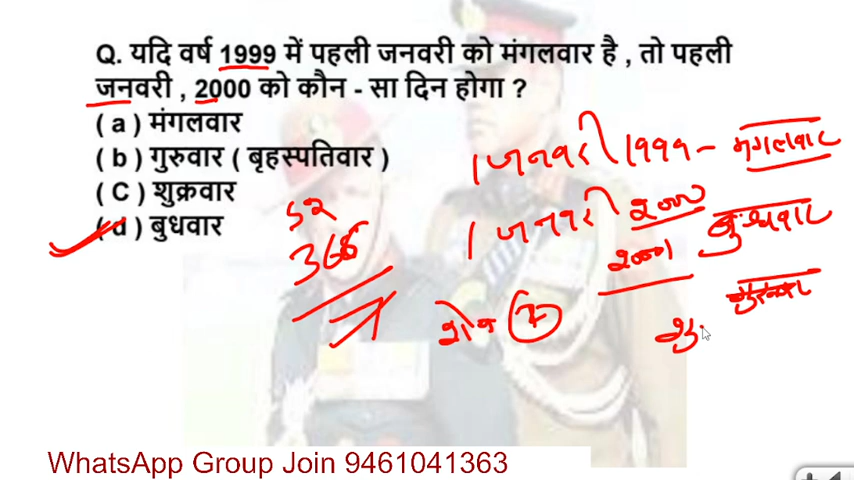 Q. यदि वर्ष 1999 में पहली जनवरी को मंगलवार है , तो पहली
जनवरी , 2000 को कौन - सा दिन होगा ?
( a ) मंगलवार
( b ) गुरुवार ( बृहस्पतिवार )
( C ) शुक्रवार
( d ) बुधवार
1 जनवरी 1999 - मंगलवार
1 जनवरी 2000 बुधवार
2001
52
शेष
शु
WhatsApp Group Join 9461041363